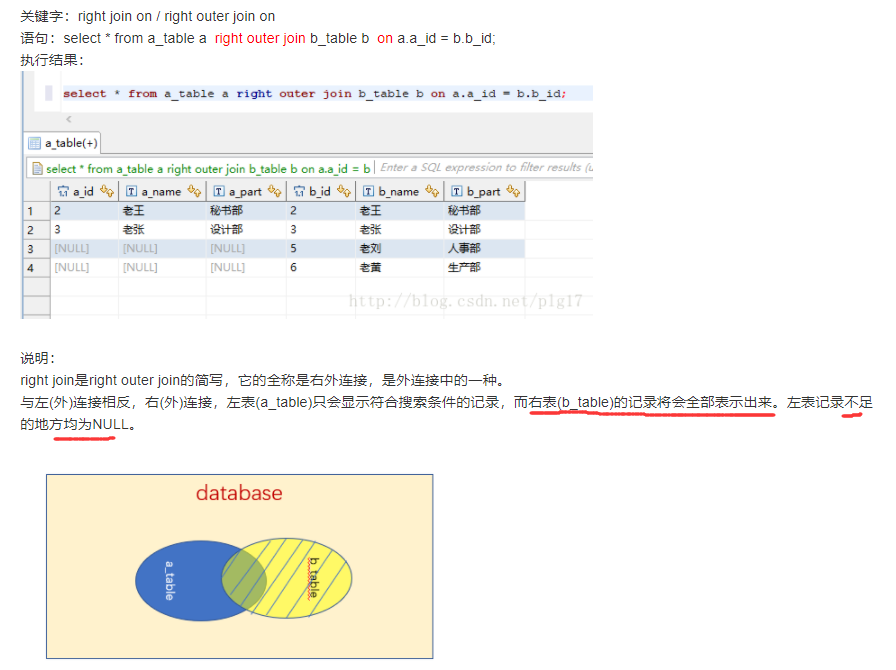 关键字：right join on / right outer join on
语句：select * from a_table a right outer join b_table b on a.a_id = b.b_id;
执行结果：
select * from a_table a right outer join b_table b on a.a_id = b.b_id;
a_table(+)
select * from a_table a right outer join b_table b on a.a_id = b Enter a SQL expression to filter results (u
a_id a_name a_part b_id b_name b_part
1 2 老王 秘书部 2 老王 秘书部
2 3 老张 设计部 3 老张 设计部
3 [NULL] [NULL] [NULL] 5 老刘 人事部
4 [NULL] [NULL] [NULL] 6 老黄 生产部
http://blog.csdn.net/plg17
说明：
right join是right outer join的简写，它的全称是右外连接，是外连接中的一种。
与左(外)连接相反，右(外)连接，左表(a_table)只会显示符合搜索条件的记录，而右表(b_table)的记录将会全部表示出来。左表记录不足
的地方均为NULL。
database
a_table
b_table